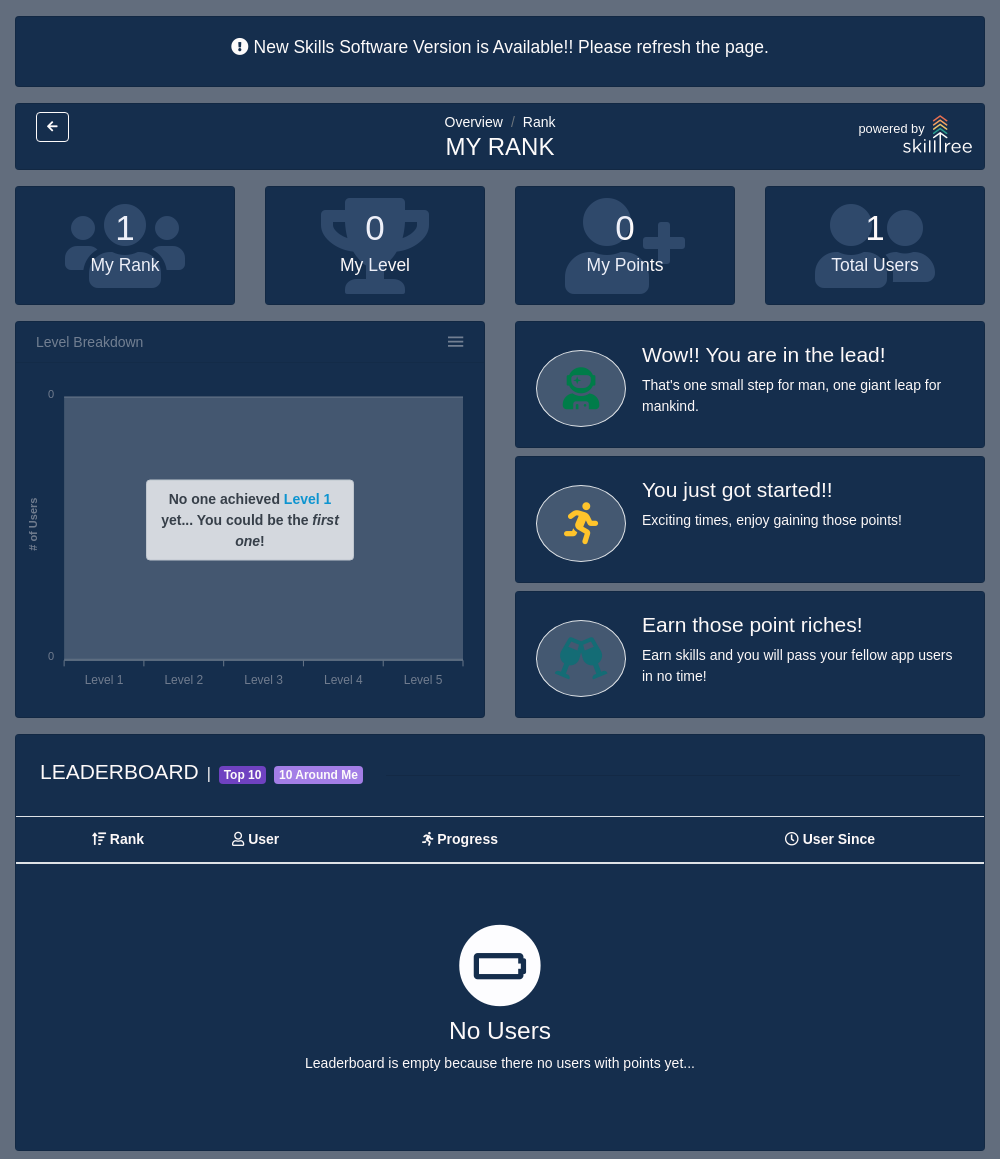 New Skills Software Version is Available!! Please refresh the page.
Overview / Rank
MY RANK
powered by
skilltree
1
My Rank
0
My Level
0
My Points
1
Total Users
Level Breakdown
0
# of Users
No one achieved Level 1
yet... You could be the first
one!
0
Level 1 Level 2 Level 3 Level 4 Level 5
Wow!! You are in the lead!
That's one small step for man, one giant leap for
mankind.
You just got started!!
Exciting times, enjoy gaining those points!
Earn those point riches!
Earn skills and you will pass your fellow app users
in no time!
LEADERBOARD | Top 10 10 Around Me
Rank User Progress User Since
No Users
Leaderboard is empty because there no users with points yet...